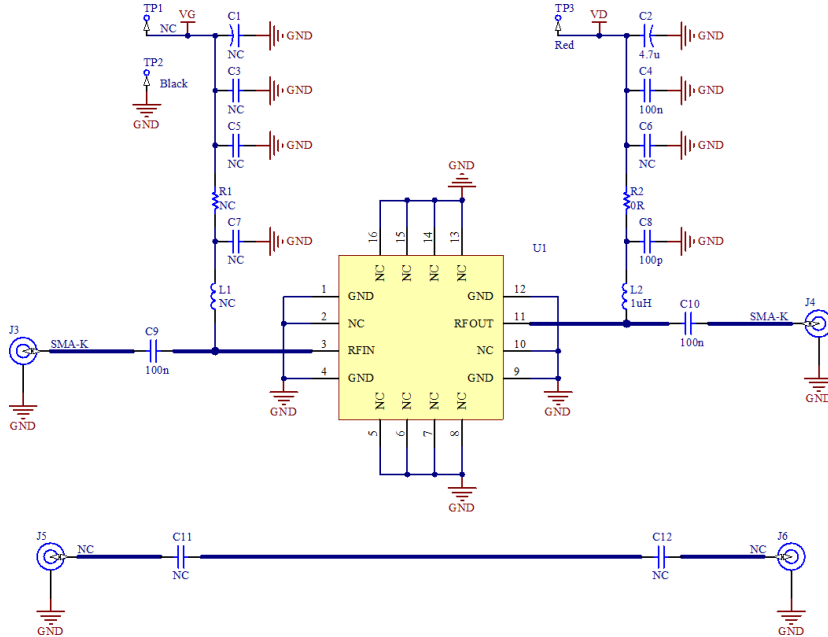 TP1
NC
VG
C1
NC
GND
TP2
Black
GND
C3
NC
GND
C5
NC
GND
R1
NC
C7
NC
GND
L1
NC
TP3
Red
VD
C2
4.7u
GND
C4
100n
GND
C6
NC
GND
R2
0R
C8
100p
GND
L2
1uH
GND
16
15
14
13
NC
NC
NC
NC
U1
1
GND
2
NC
3
RFIN
4
GND
GND
12
RFOUT
11
NC
10
GND
9
NC
NC
NC
NC
5
6
7
8
GND
GND
GND
J3
SMA-K
C9
100n
GND
C10
100n
SMA-K
J4
GND
J5
NC
C11
NC
GND
C12
NC
NC
J6
GND